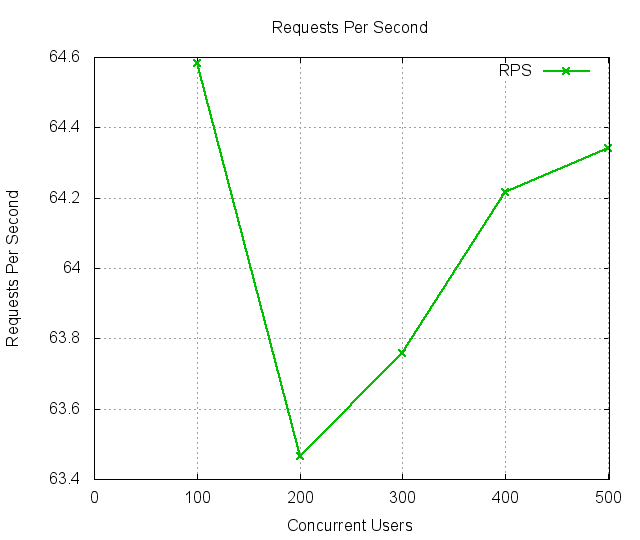 Requests Per Second
RPS
64.6
64.4
64.2
64
63.8
63.6
63.4
Requests Per Second
0 100 200 300 400 500
Concurrent Users